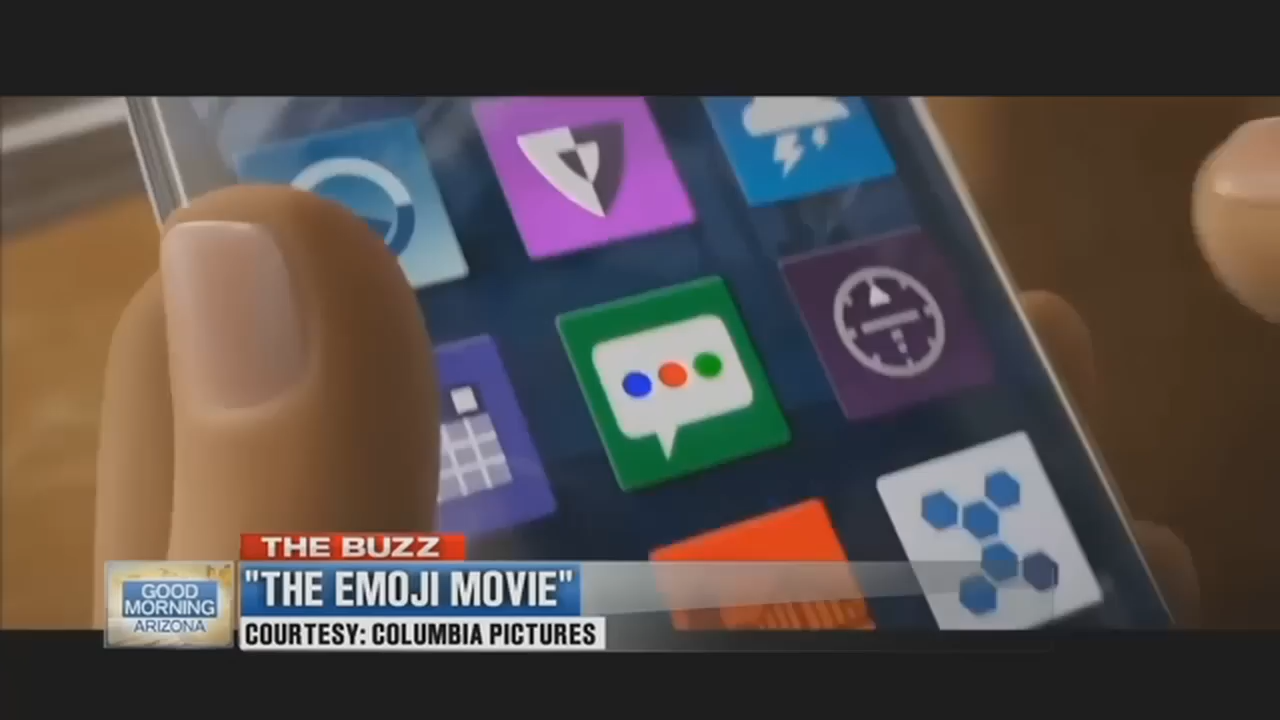 THE BUZZ
"THE EMOJI MOVIE"
GOOD
MORNING
ARIZONA
COURTESY: COLUMBIA PICTURES